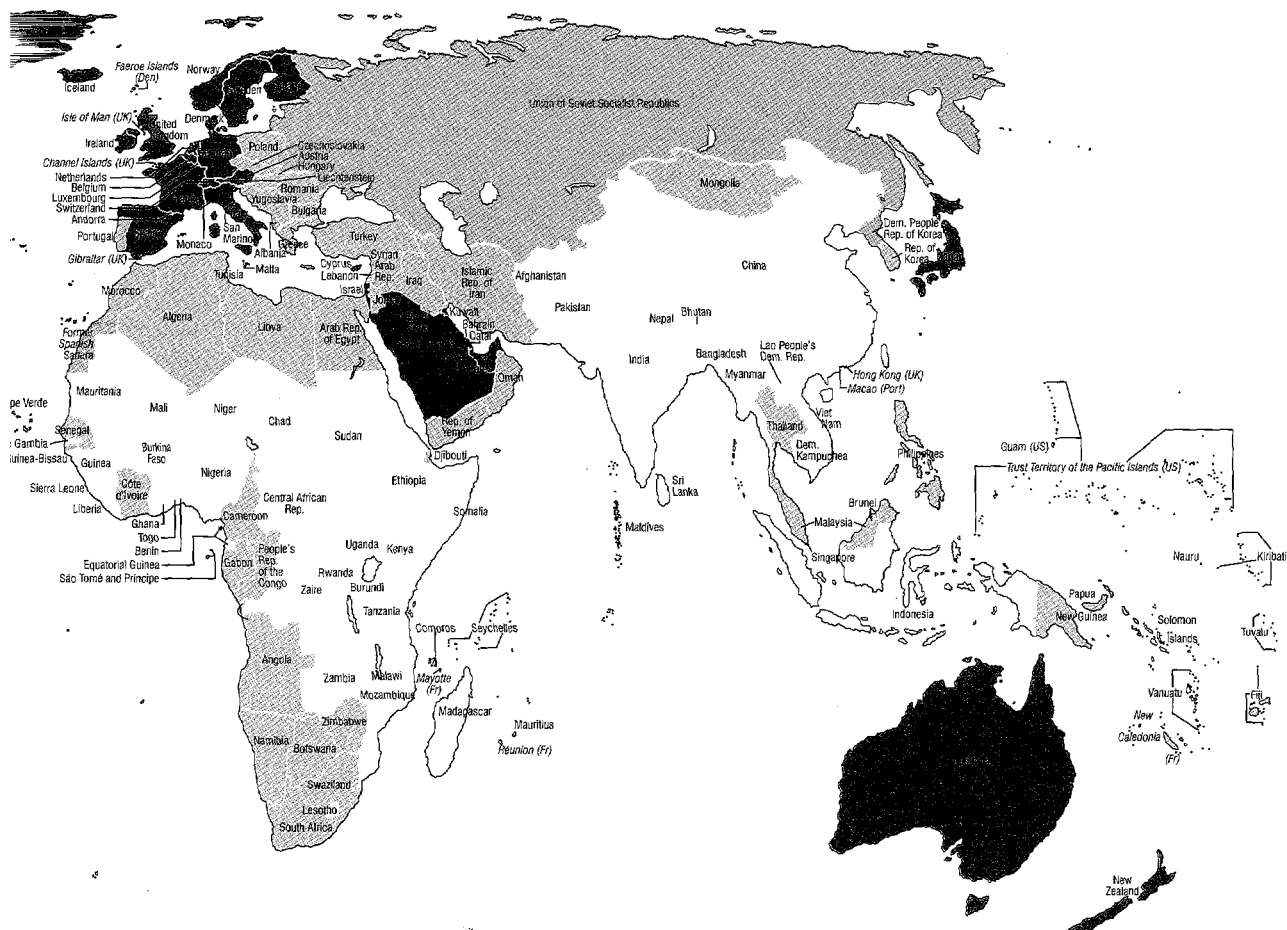 Faeroe Islands
(Den)
Norway
Iceland
Sweden
Isle of Man (UK)
United
Kingdom
Denmark
Ireland
Channel Islands (UK)
Netherlands
Belgium
Luxembourg
Switzerland
Andorra
Portugal
Gibraltar (UK)
Poland
Czechoslovakia
Austria
Hungary
Liechtenstein
Romania
Yugoslavia
Bulgaria
Monaco
San
Marino
Albania
Greece
Malta
Union of Soviet Socialist Republics
Mongolia
Dem. People
Rep. of Korea
Rep. of
Korea
Japan
China
Turkey
Cyprus
Lebanon
Israel
Syrian
Arab
Rep.
Iraq
Islamic
Rep. of
Iran
Afghanistan
Pakistan
Nepal
Bhutan
India
Bangladesh
Myanmar
Lao People's
Dem. Rep.
Hong Kong (UK)
Macao (Port)
Viet
Nam
Thailand
Dem.
Kampuchea
Philippines
Guam (US)
Trust Territory of the Pacific Islands (US)
Kuwait
Bahrain
Qatar
Oman
Rep. of
Yemen
Djibouti
Morocco
Tunisia
Algeria
Libya
Arab Rep.
of Egypt
Former
Spanish
Sahara
Mauritania
Mali
Niger
Chad
Sudan
pe Verde
Senegal
Gambia
uinea-Bissau
Guinea
Burkina
Faso
Nigeria
Sierra Leone
Côte
d'Ivoire
Liberia
Ghana
Togo
Benin
Equatorial Guinea
São Tomé and Príncipe
Cameroon
Central African
Rep.
Gabon
People's
Rep.
of the
Congo
Ethiopia
Somalia
Uganda
Kenya
Rwanda
Burundi
Zaire
Tanzania
Comoros
Seychelles
Angola
Zambia
Malawi
Mayotte
(Fr)
Mozambique
Madagascar
Mauritius
Réunion (Fr)
Zimbabwe
Namibia
Botswana
Swaziland
Lesotho
South Africa
Sri
Lanka
Maldives
Brunei
Malaysia
Singapore
Indonesia
Papua
New Guinea
Nauru
Kiribati
Solomon
Islands
Tuvalu
Vanuatu
Fiji
New
Caledonia
(Fr)
New
Zealand